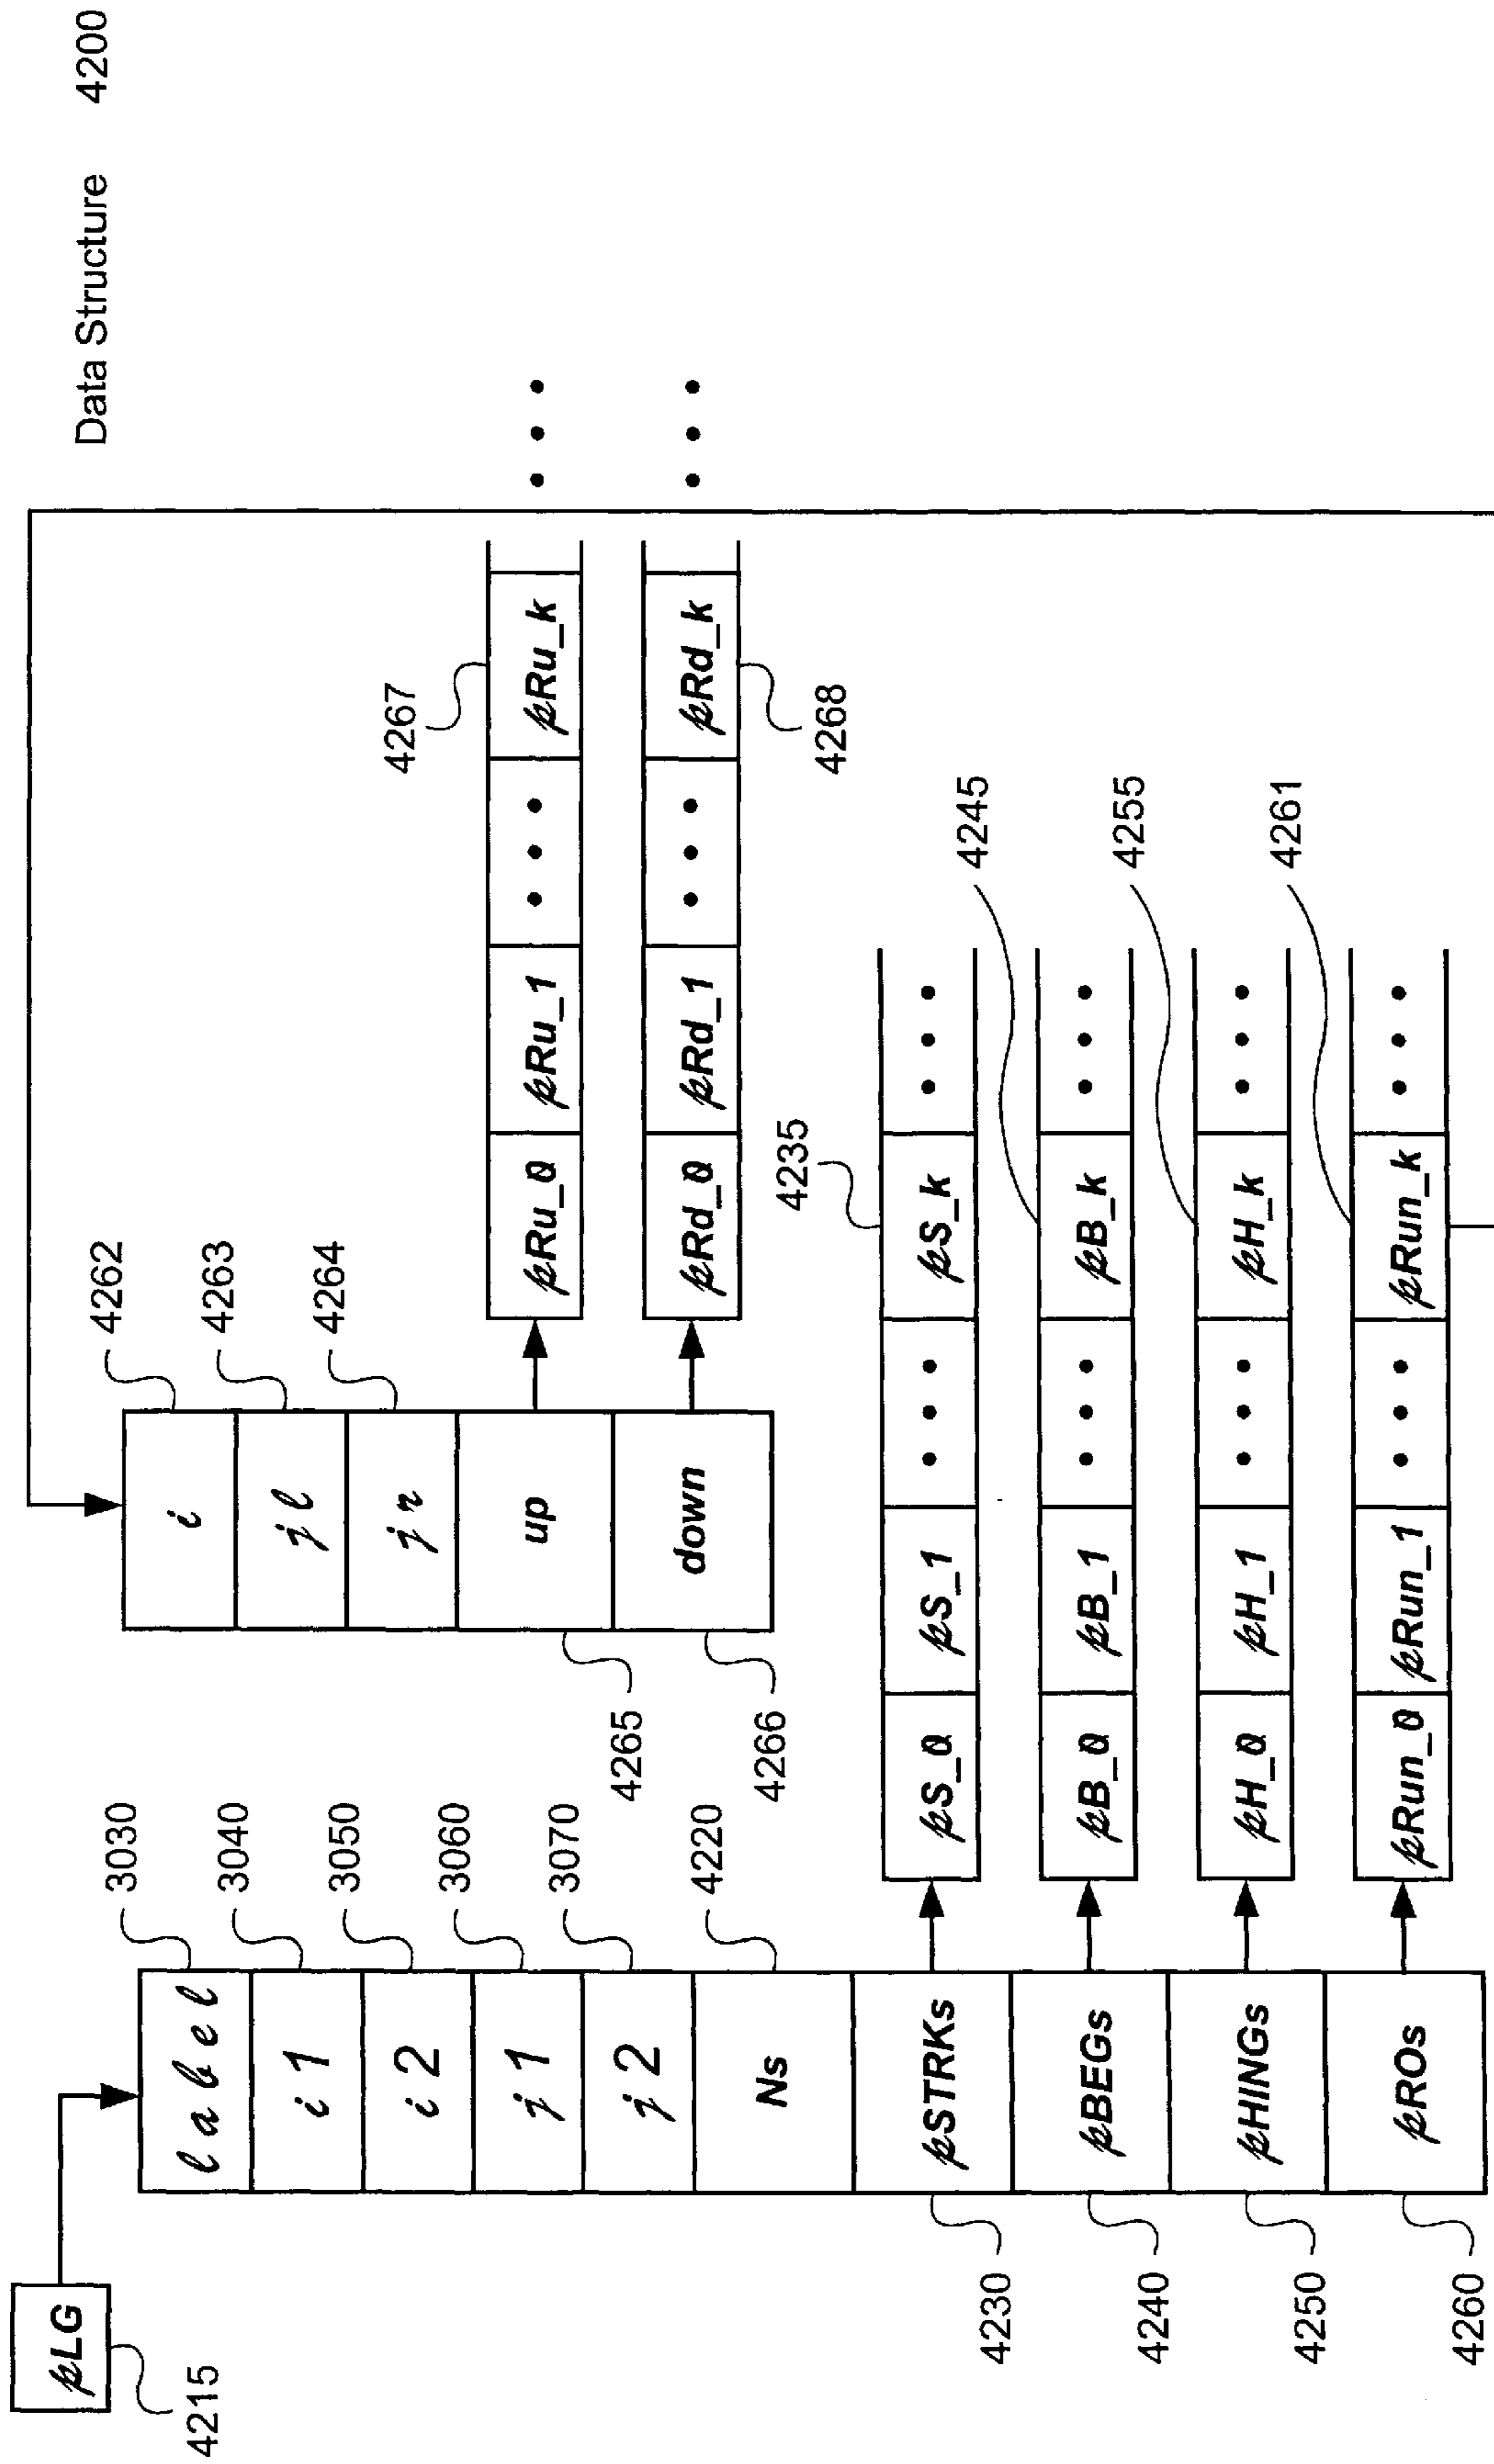 Data Structure 4200
pLG
4215
label
i1
i2
j1
j2
Ns
pSTRKs
pBEGs
pHINGs
pROs
3030
3040
3050
3060
3070
4220
4230
4240
4250
4260
i
jl
jr
up
down
4262
4263
4264
4265
4266
pRu_0 pRu_1 • • • pRu_k • • •
4267
pRd_0 pRd_1 • • • pRd_k • • •
4268
pS_0 pS_1 • • • pS_k • • •
4235
pB_0 pB_1 • • • pB_k • • •
4245
pH_0 pH_1 • • • pH_k • • •
4255
pRun_0 pRun_1 • • • pRun_k • • •
4261